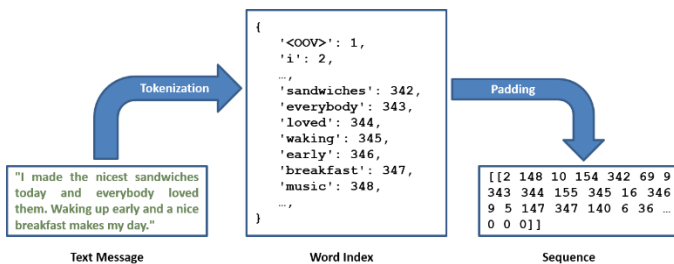 Tokenization
"I made the nicest sandwiches
today and everybody loved
them. Waking up early and a nice
breakfast makes my day."
Text Message
{
'<OOV>': 1,
'i': 2,
…,
'sandwiches': 342,
'everybody': 343,
'loved': 344,
'waking': 345,
'early': 346,
'breakfast': 347,
'music': 348,
…,
}
Word Index
Padding
[[2 148 10 154 342 69 9
343 344 155 345 16 346
9 5 147 347 140 6 36 …
0 0 0]]
Sequence